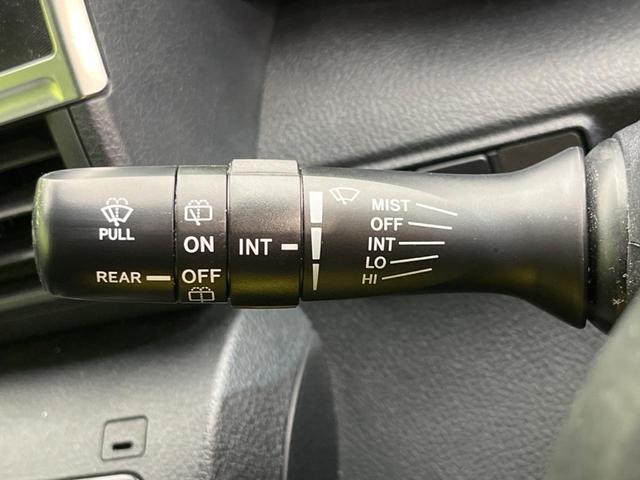 PULL
REAR
ON
OFF
INT
MIST
OFF
INT
LO
HI